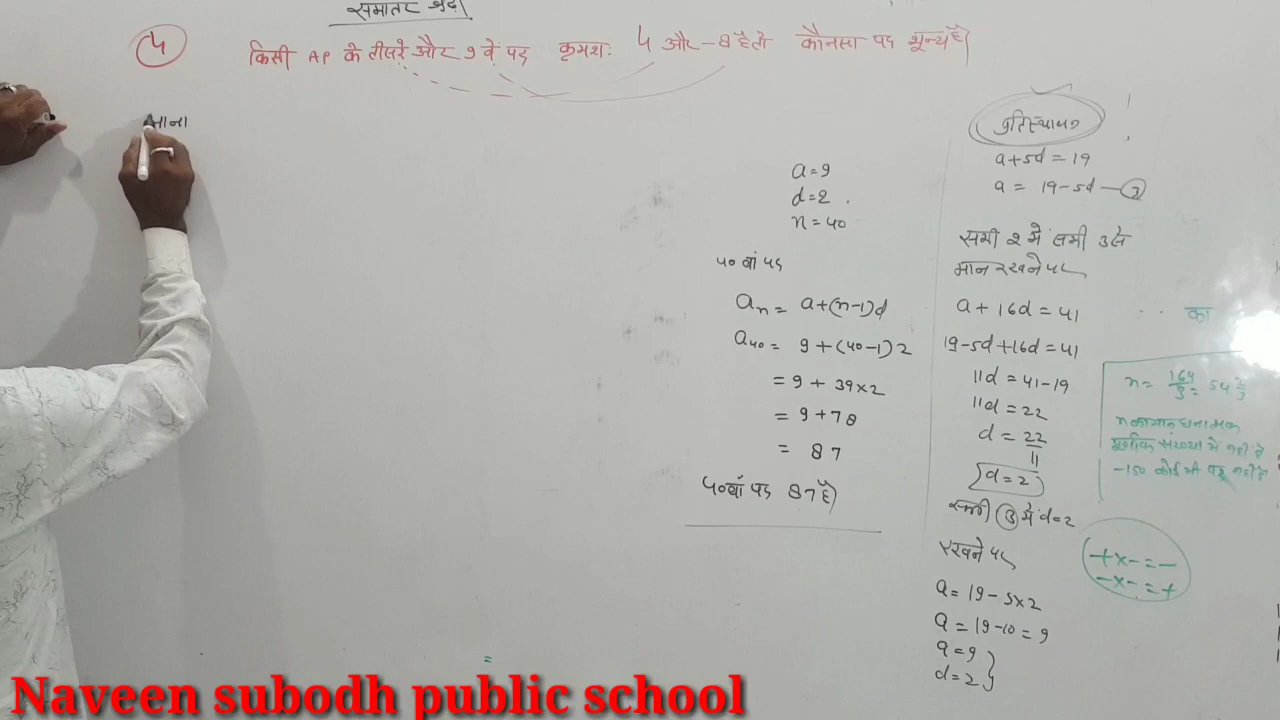 समांतर श्रेढ़ी
4 किसी AP के तीसरे और 9 वें पद क्रमशः 4 और -8 है तो कौनसा पद शून्य है
माना
a=9
d=2
n=40
40 वां पद
an = a+(n-1)d
a40 = 9+(40-1)2
= 9+39×2
= 9+78
= 87
40वां पद 87 है
प्रतिस्थापन
a+5d=19
a = 19-5d — 3
समी 2 में समी 3 से
मान रखने पर
a+16d=41
19-5d+16d=41
11d=41-19
11d=22
d=22/11
d=2
समी 3 में d=2
रखने पर
a=19-5×2
a=19-10=9
a=9
d=2
का
n= 164/3 = 54 2/3
n का मान धनात्मक
पूर्णांक संख्या में नहीं है
-150 कोई भी पद नहीं है
+×-=-
-×-=+
=
Naveen subodh public school